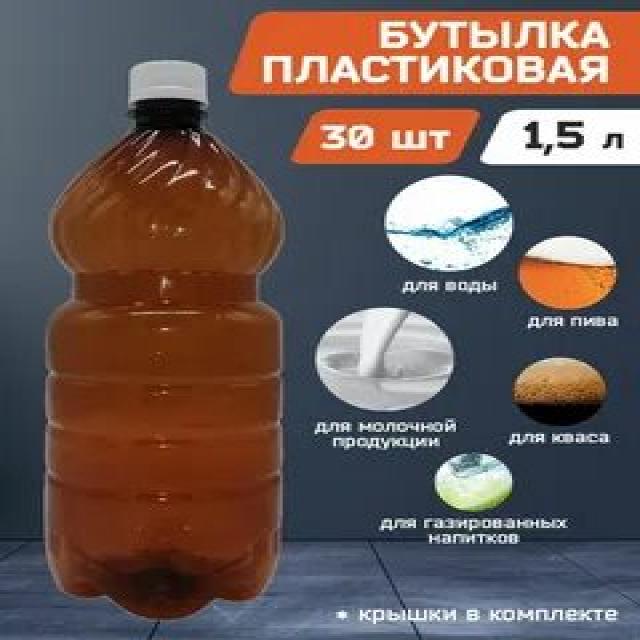 БУТЫЛКА
ПЛАСТИКОВАЯ
30 шт
1,5 л
для воды
для пива
для молочной
продукции
для кваса
для газированных
напитков
* крышки в комплекте